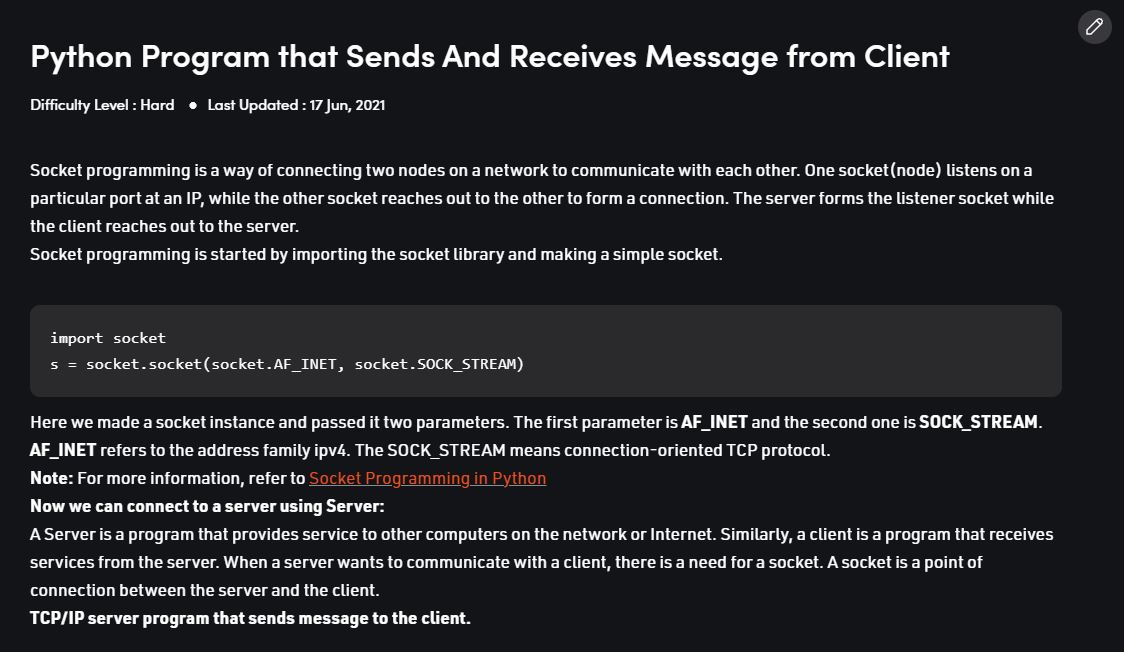 Python Program that Sends And Receives Message from Client
Difficulty Level : Hard ● Last Updated : 17 Jun, 2021
Socket programming is a way of connecting two nodes on a network to communicate with each other. One socket(node) listens on a
particular port at an IP, while the other socket reaches out to the other to form a connection. The server forms the listener socket while
the client reaches out to the server.
Socket programming is started by importing the socket library and making a simple socket.
import socket
s = socket.socket(socket.AF_INET, socket.SOCK_STREAM)
Here we made a socket instance and passed it two parameters. The first parameter is AF_INET and the second one is SOCK_STREAM.
AF_INET refers to the address family ipv4. The SOCK_STREAM means connection-oriented TCP protocol.
Note: For more information, refer to Socket Programming in Python
Now we can connect to a server using Server:
A Server is a program that provides service to other computers on the network or Internet. Similarly, a client is a program that receives
services from the server. When a server wants to communicate with a client, there is a need for a socket. A socket is a point of
connection between the server and the client.
TCP/IP server program that sends message to the client.